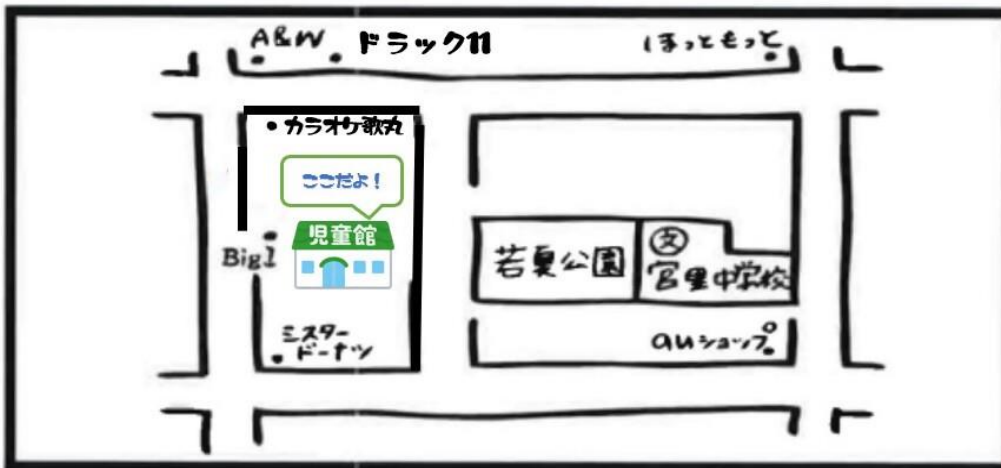 A&W
ドラック11
ほっともっと
カラオケ歌丸
ここだよ!
児童館
Big1
若夏公園
文
宮里中学校
ミスター
ドーナツ
auショップ